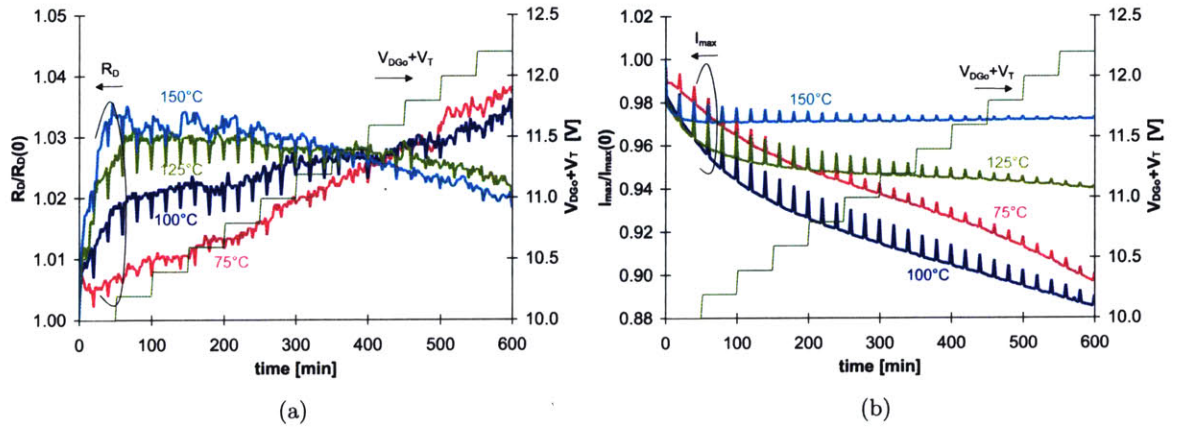 1.05
12.5
R_D
V_DGo+V_T
1.04
12.0
150°C
R_D/R_D(0)
1.03
11.5
V_DGo+V_T [V]
125°C
1.02
11.0
100°C
1.01
10.5
75°C
1.00
10.0
0 100 200 300 400 500 600
time [min]
(a)
1.02
12.5
I_max
V_DGo+V_T
1.00
12.0
0.98
150°C
I_max/I_max(0)
0.96
11.5
V_DGo+V_T [V]
125°C
0.94
11.0
75°C
0.92
10.5
100°C
0.90
0.88
10.0
0 100 200 300 400 500 600
time [min]
(b)